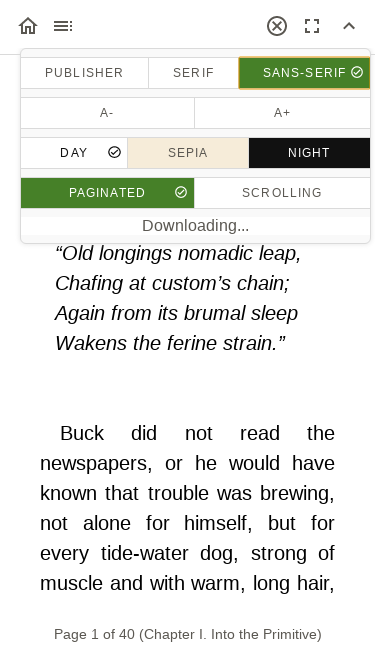 PUBLISHER SERIF SANS-SERIF
A- A+
DAY SEPIA NIGHT
PAGINATED SCROLLING
Downloading...
“Old longings nomadic leap,
Chafing at custom’s chain;
Again from its brumal sleep
Wakens the ferine strain.”
Buck did not read the
newspapers, or he would have
known that trouble was brewing,
not alone for himself, but for
every tide-water dog, strong of
muscle and with warm, long hair,
Page 1 of 40 (Chapter I. Into the Primitive)